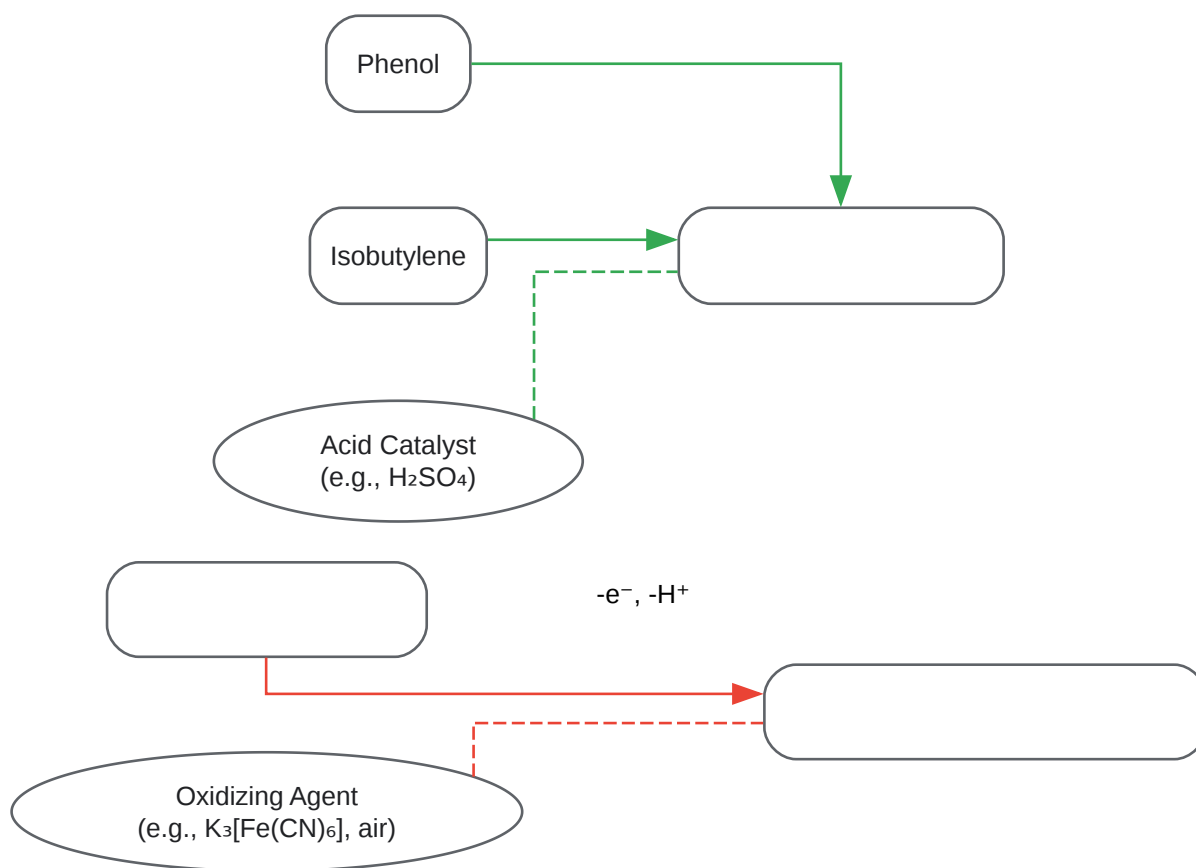 Phenol
Isobutylene
Acid Catalyst
(e.g., H₂SO₄)
-e⁻, -H⁺
Oxidizing Agent
(e.g., K₃[Fe(CN)₆], air)